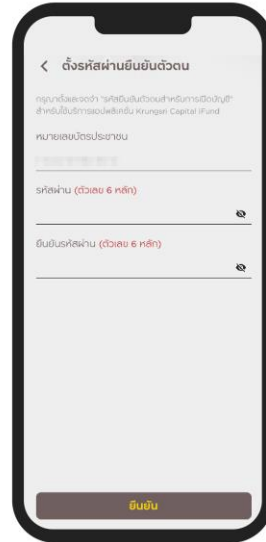 ตั้งรหัสผ่านยืนยันตัวตน
กรุณาตั้งและจดจำ "รหัสยืนยันตัวตนสำหรับการเปิดบัญชี"
สำหรับใช้บริการแอปพลิเคชั่น Krungsri Capital iFund
หมายเลขบัตรประชาชน
รหัสผ่าน (ตัวเลข 6 หลัก)
ยืนยันรหัสผ่าน (ตัวเลข 6 หลัก)
ยืนยัน